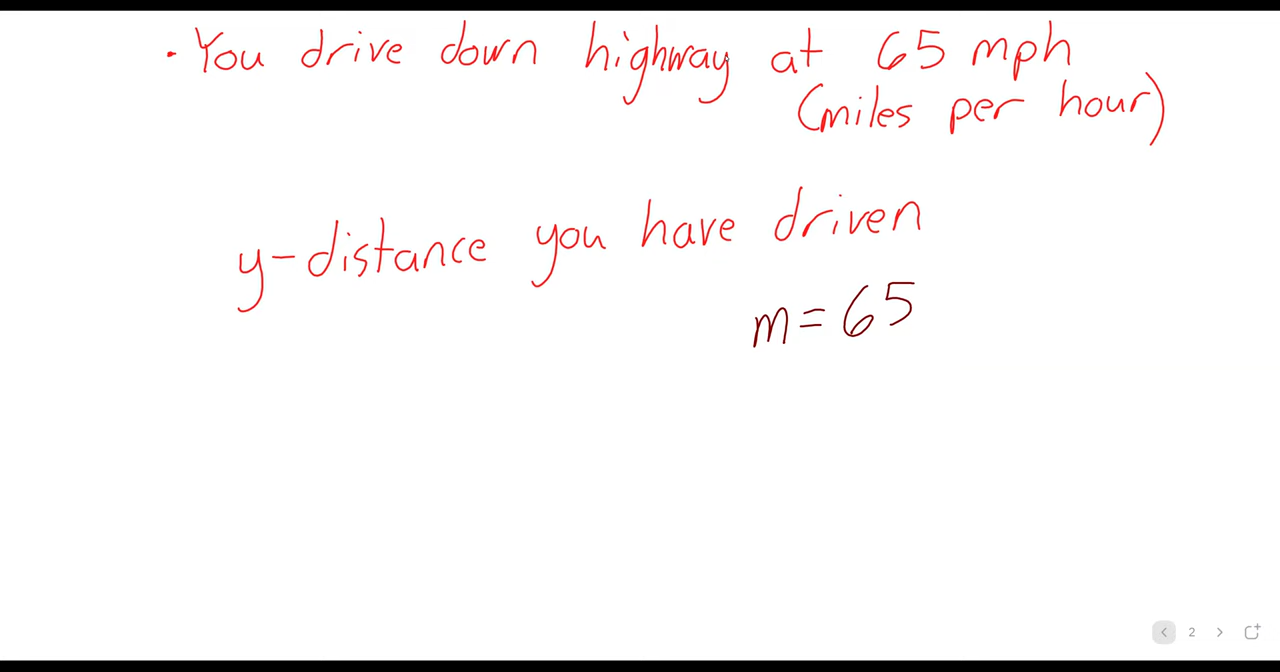 · You drive down highway at 65 mph
(miles per hour)
y-distance you have driven
m = 65
2